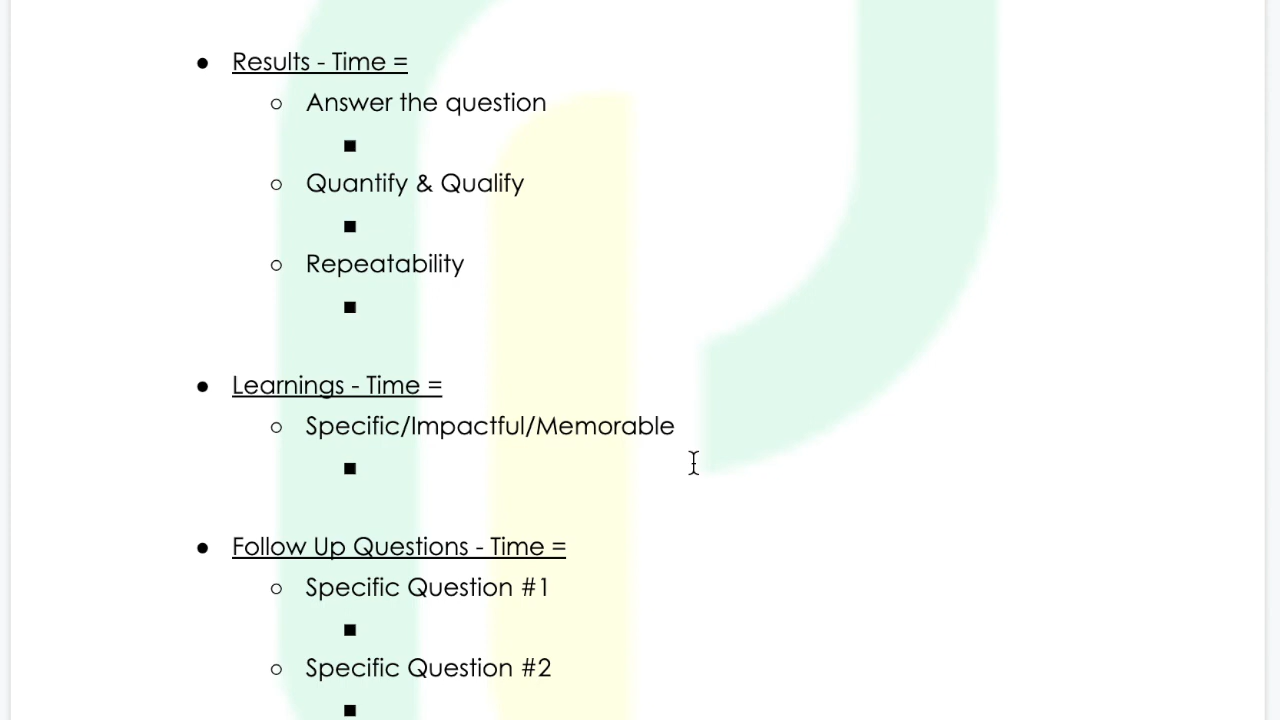 ● Results - Time =
○ Answer the question
■
○ Quantify & Qualify
■
○ Repeatability
■
● Learnings - Time =
○ Specific/Impactful/Memorable
■
● Follow Up Questions - Time =
○ Specific Question #1
■
○ Specific Question #2
■